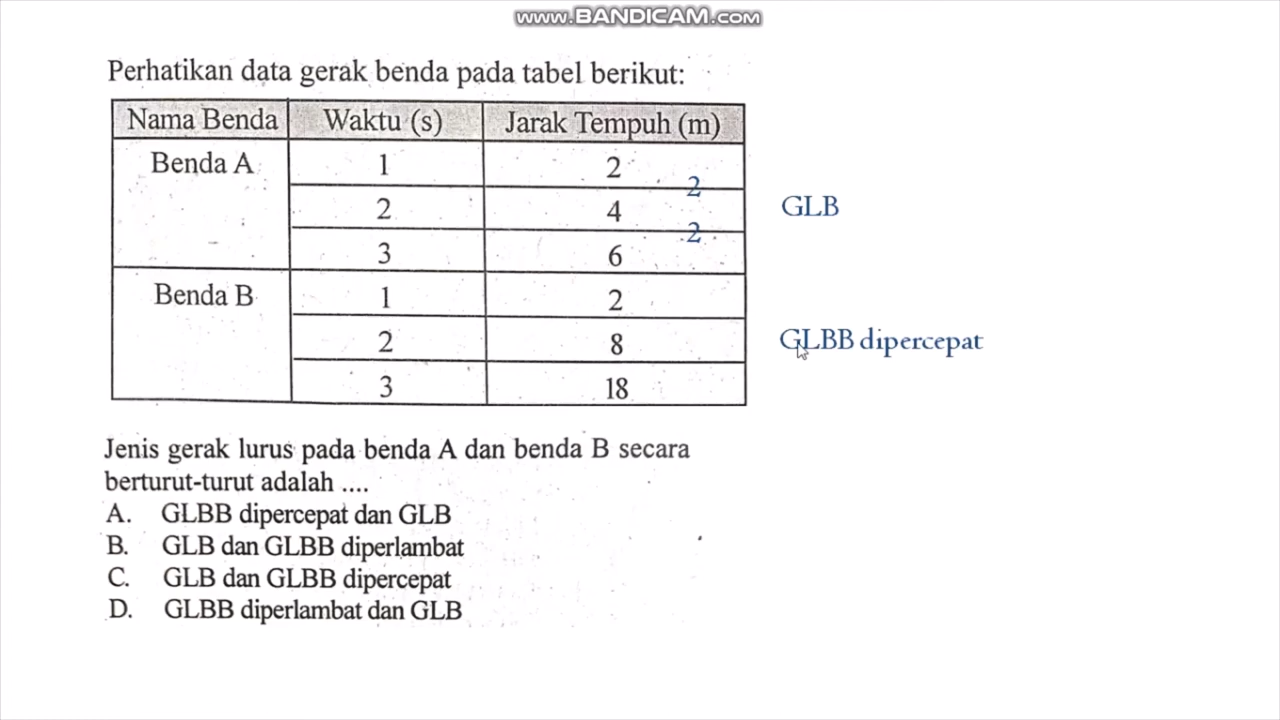 www.BANDICAM.com
Perhatikan data gerak benda pada tabel berikut:
Nama Benda Waktu (s) Jarak Tempuh (m)
Benda A 1 2
2
2 4
2
3 6
GLB
Benda B 1 2
2 8
3 18
GLBB dipercepat
Jenis gerak lurus pada benda A dan benda B secara
berturut-turut adalah ....
A. GLBB dipercepat dan GLB
B. GLB dan GLBB diperlambat
C. GLB dan GLBB dipercepat
D. GLBB diperlambat dan GLB